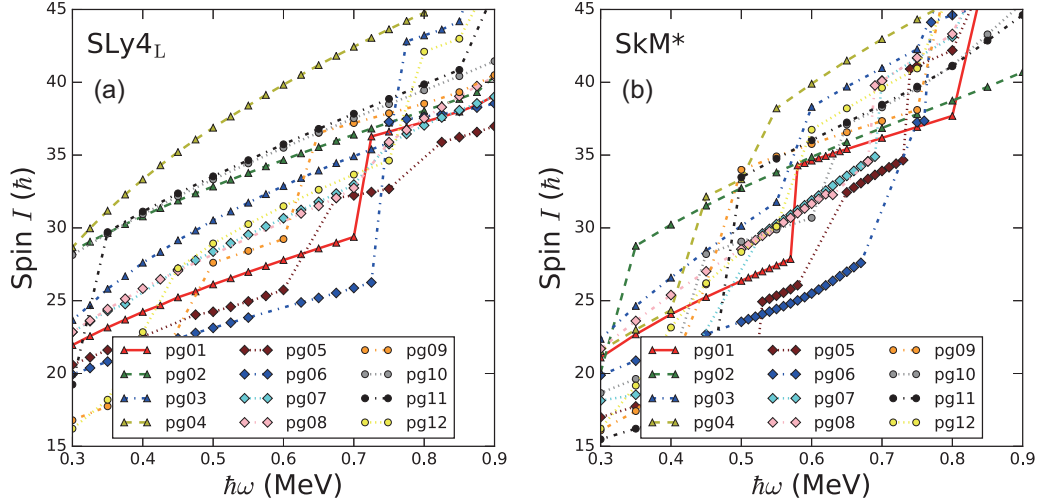 SLy4L
(a)
Spin I (ħ)
45
40
35
30
25
20
15
0.3 0.4 0.5 0.6 0.7 0.8 0.9
ħω (MeV)
pg01 pg05 pg09
pg02 pg06 pg10
pg03 pg07 pg11
pg04 pg08 pg12
SkM*
(b)
Spin I (ħ)
45
40
35
30
25
20
15
0.3 0.4 0.5 0.6 0.7 0.8 0.9
ħω (MeV)
pg01 pg05 pg09
pg02 pg06 pg10
pg03 pg07 pg11
pg04 pg08 pg12